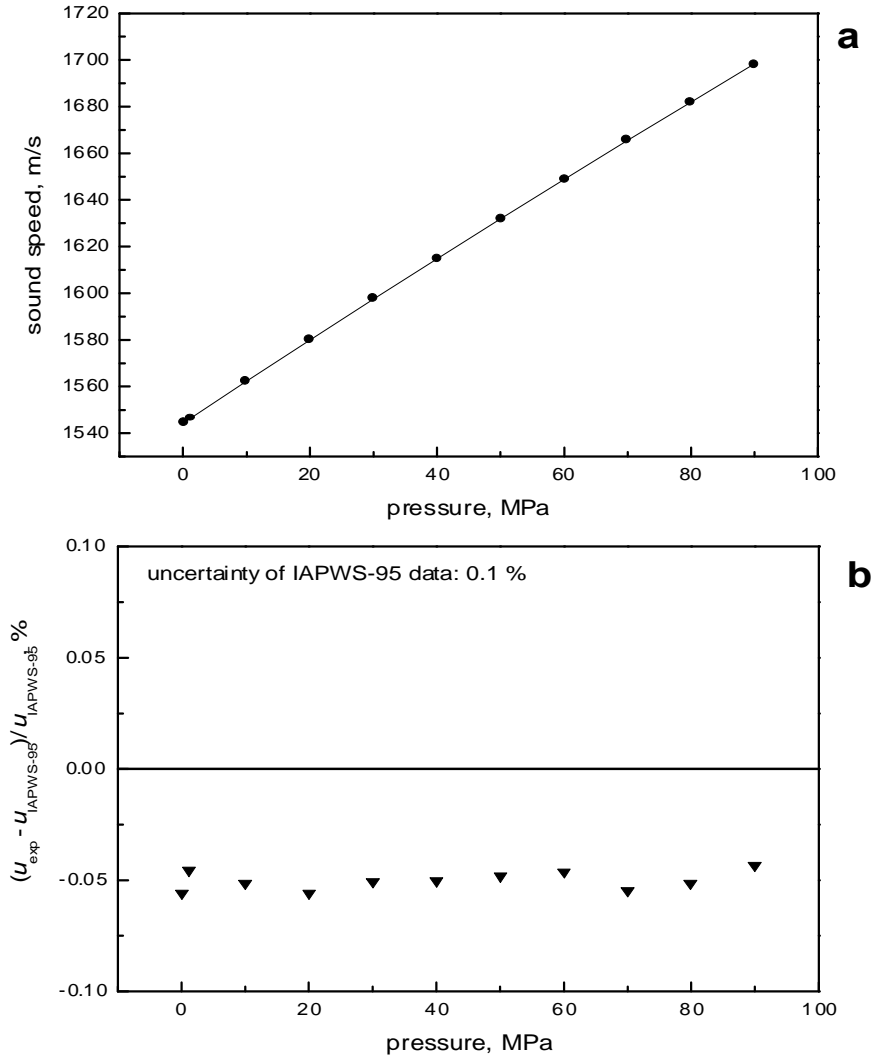 a
1720
1700
1680
1660
1640
1620
1600
1580
1560
1540
sound speed, m/s
0 20 40 60 80 100
pressure, MPa
b
uncertainty of IAPWS-95 data: 0.1 %
0.10
0.05
0.00
-0.05
-0.10
(u_exp - u_IAPWS-95)/u_IAPWS-95, %
0 20 40 60 80 100
pressure, MPa